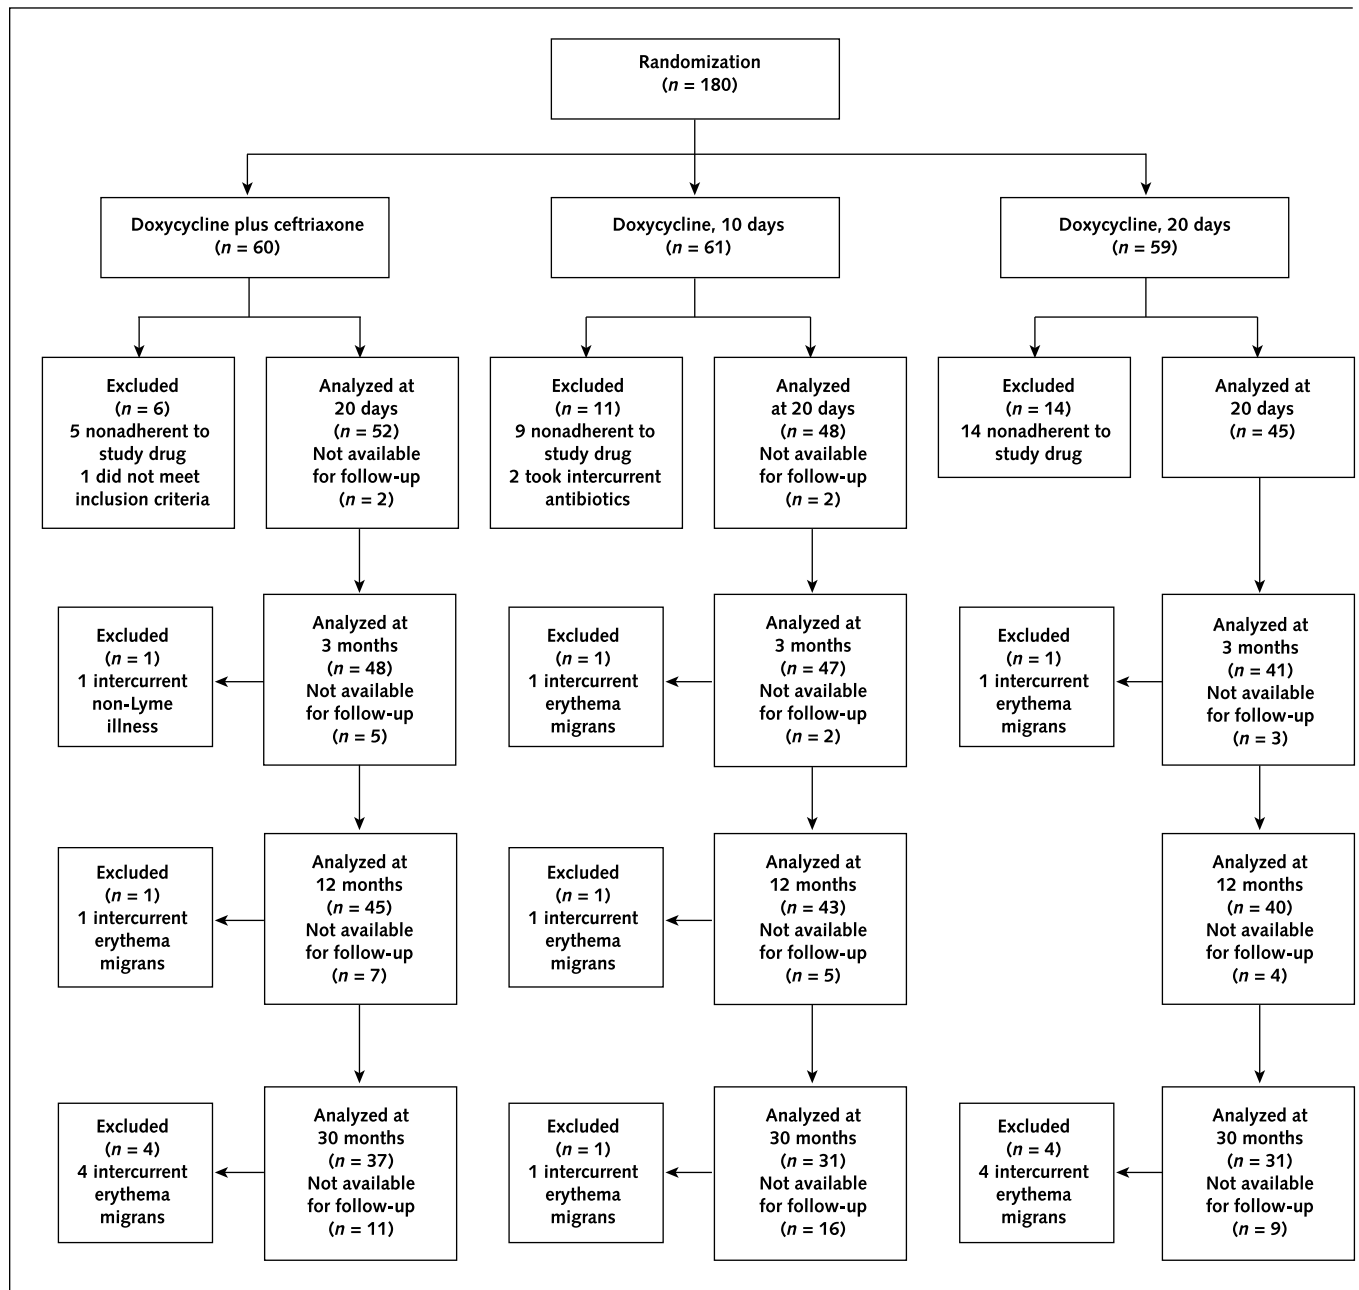 Randomization
(n = 180)
Doxycycline plus ceftriaxone
(n = 60)
Doxycycline, 10 days
(n = 61)
Doxycycline, 20 days
(n = 59)
Excluded
(n = 6)
5 nonadherent to
study drug
1 did not meet
inclusion criteria
Analyzed at
20 days
(n = 52)
Not available
for follow-up
(n = 2)
Excluded
(n = 11)
9 nonadherent to
study drug
2 took intercurrent
antibiotics
Analyzed
at 20 days
(n = 48)
Not available
for follow-up
(n = 2)
Excluded
(n = 14)
14 nonadherent to
study drug
Analyzed at
20 days
(n = 45)
Excluded
(n = 1)
1 intercurrent
non-Lyme
illness
Analyzed at
3 months
(n = 48)
Not available
for follow-up
(n = 5)
Excluded
(n = 1)
1 intercurrent
erythema
migrans
Analyzed at
3 months
(n = 47)
Not available
for follow-up
(n = 2)
Excluded
(n = 1)
1 intercurrent
erythema
migrans
Analyzed at
3 months
(n = 41)
Not available
for follow-up
(n = 3)
Excluded
(n = 1)
1 intercurrent
erythema
migrans
Analyzed at
12 months
(n = 45)
Not available
for follow-up
(n = 7)
Excluded
(n = 1)
1 intercurrent
erythema
migrans
Analyzed at
12 months
(n = 43)
Not available
for follow-up
(n = 5)
Analyzed at
12 months
(n = 40)
Not available
for follow-up
(n = 4)
Excluded
(n = 4)
4 intercurrent
erythema
migrans
Analyzed at
30 months
(n = 37)
Not available
for follow-up
(n = 11)
Excluded
(n = 1)
1 intercurrent
erythema
migrans
Analyzed at
30 months
(n = 31)
Not available
for follow-up
(n = 16)
Excluded
(n = 4)
4 intercurrent
erythema
migrans
Analyzed at
30 months
(n = 31)
Not available
for follow-up
(n = 9)